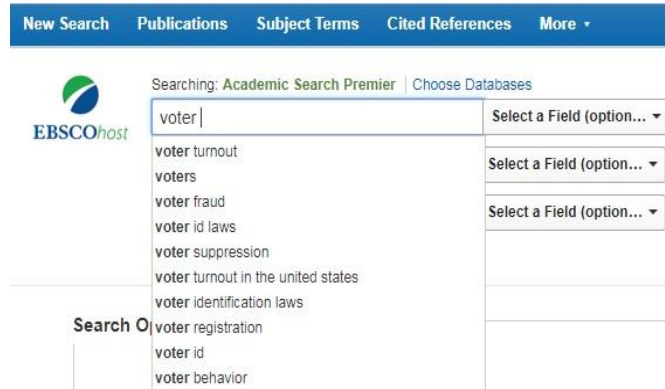 New Search Publications Subject Terms Cited References More
Searching: Academic Search Premier | Choose Databases
EBSCOhost
voter
Select a Field (option...
voter turnout
voters
Select a Field (option...
voter fraud
voter id laws
Select a Field (option...
voter suppression
voter turnout in the united states
voter identification laws
Search O
voter registration
voter id
voter behavior